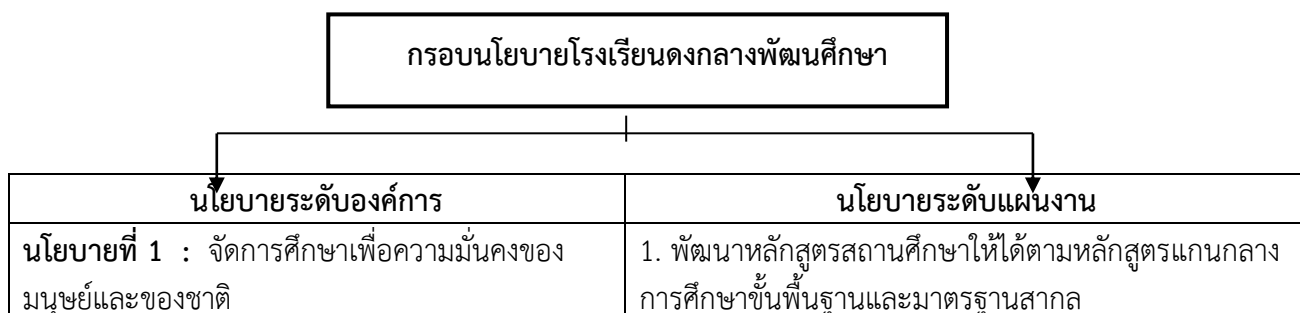 กรอบนโยบายโรงเรียนดงกลางพัฒนศึกษา
นโยบายระดับองค์การ
นโยบายระดับแผนงาน
นโยบายที่ 1 : จัดการศึกษาเพื่อความมั่นคงของ
มนุษย์และของชาติ
1. พัฒนาหลักสูตรสถานศึกษาให้ได้ตามหลักสูตรแกนกลาง
การศึกษาขั้นพื้นฐานและมาตรฐานสากล